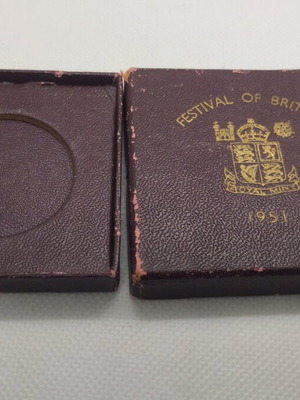 FESTIVAL OF BRIT
ROYAL MINT
1951